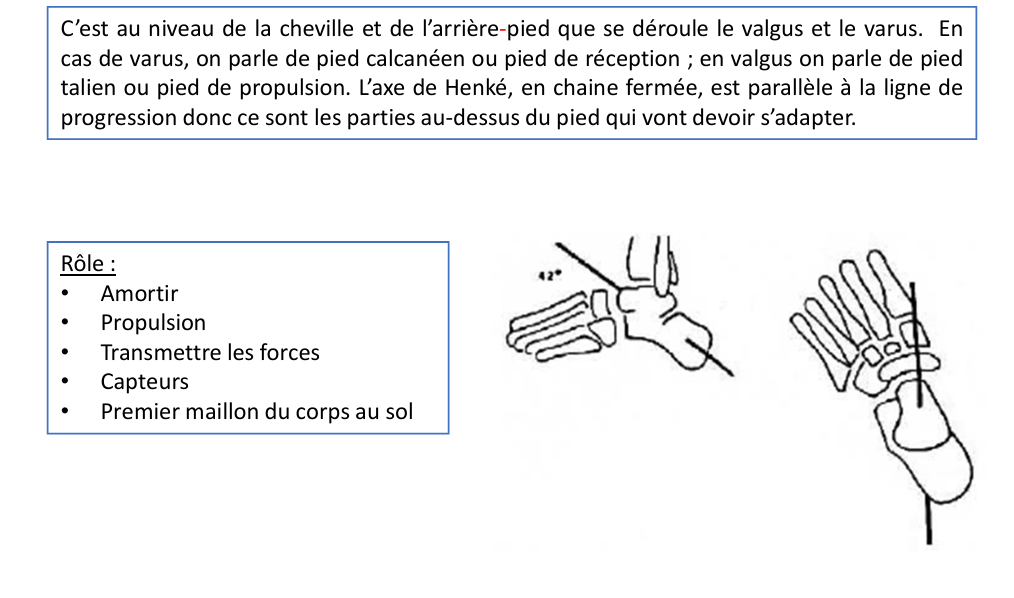 C’est au niveau de la cheville et de l’arrière-pied que se déroule le valgus et le varus. En
cas de varus, on parle de pied calcanéen ou pied de réception ; en valgus on parle de pied
talien ou pied de propulsion. L’axe de Henké, en chaine fermée, est parallèle à la ligne de
progression donc ce sont les parties au-dessus du pied qui vont devoir s’adapter.
Rôle :
• Amortir
• Propulsion
• Transmettre les forces
• Capteurs
• Premier maillon du corps au sol
42°